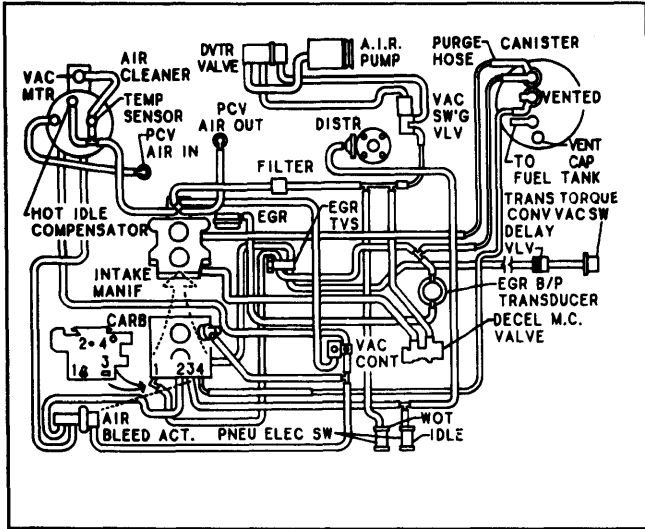 DVTR
VALVE
A.I.R.
PUMP
PURGE
HOSE
CANISTER
VAC
MTR
AIR
CLEANER
TEMP
SENSOR
PCV
AIR IN
PCV
AIR OUT
DISTR
VAC
SW'G
VLV
VENTED
VENT
CAP
TO
FUEL TANK
FILTER
HOT IDLE
COMPENSATOR
EGR
EGR
TVS
TRANS TORQUE
CONV VAC SW
DELAY
VLV
INTAKE
MANIF
EGR B/P
TRANSDUCER
DECEL M.C.
VALVE
CARB
2 4
3
1
1 234
VAC
CONT
AIR
BLEED ACT.
PNEU ELEC SW
WOT
IDLE